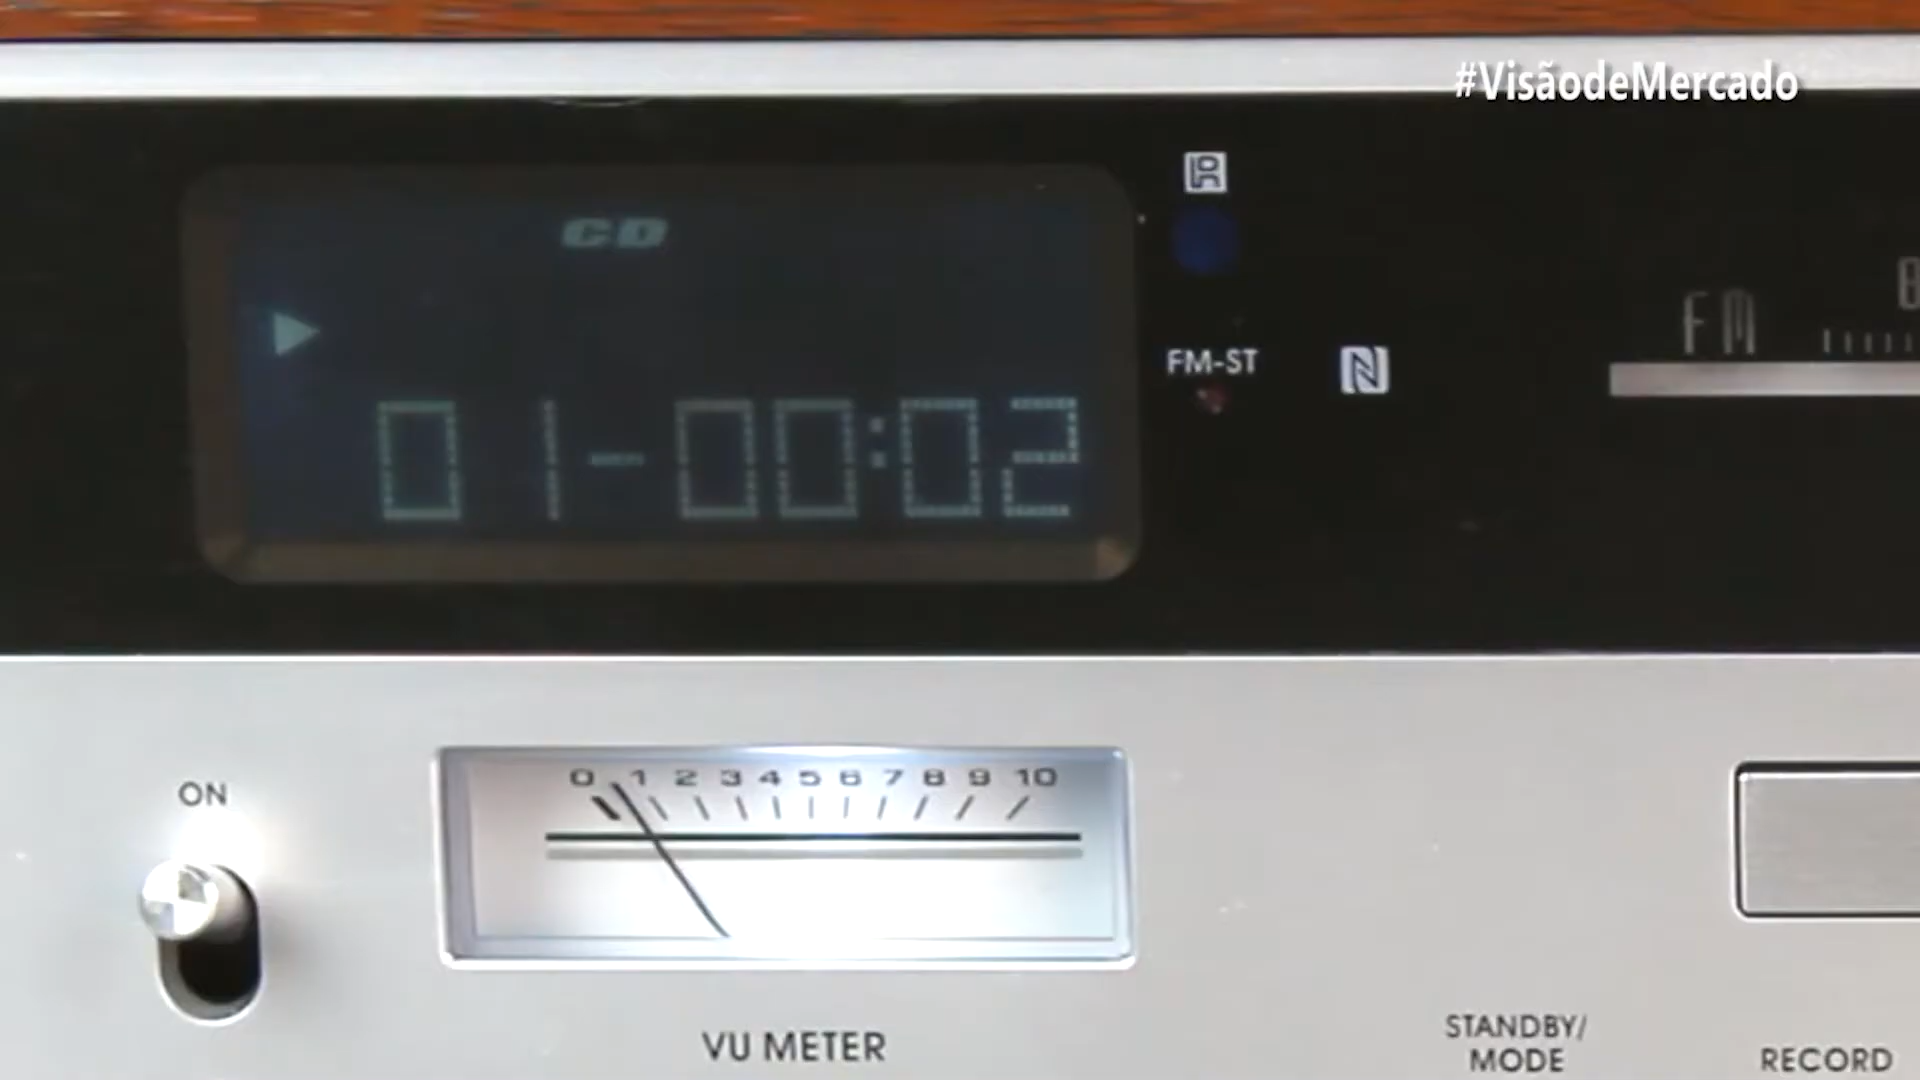 #VisãodeMercado
CD
01-00:02
FM-ST
FM
ON
0 1 2 3 4 5 6 7 8 9 10
VU METER
STANDBY/
MODE
RECORD